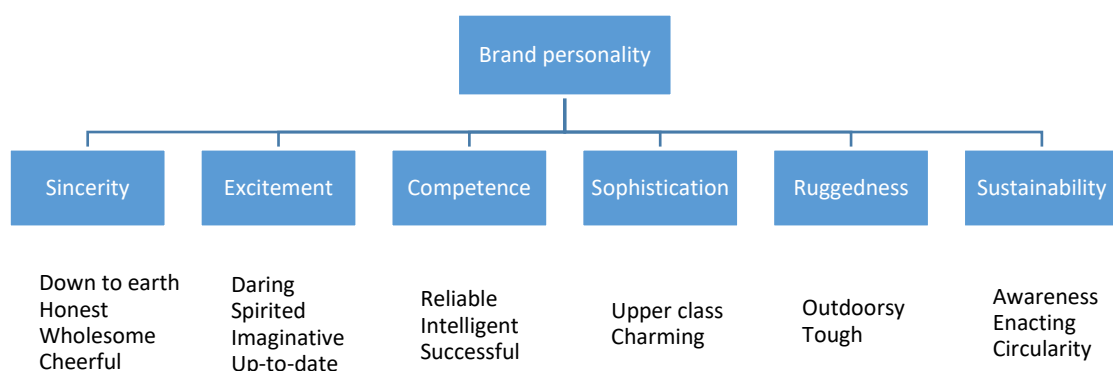 Brand personality
Sincerity
Excitement
Competence
Sophistication
Ruggedness
Sustainability
Down to earth
Honest
Wholesome
Cheerful
Daring
Spirited
Imaginative
Up-to-date
Reliable
Intelligent
Successful
Upper class
Charming
Outdoorsy
Tough
Awareness
Enacting
Circularity